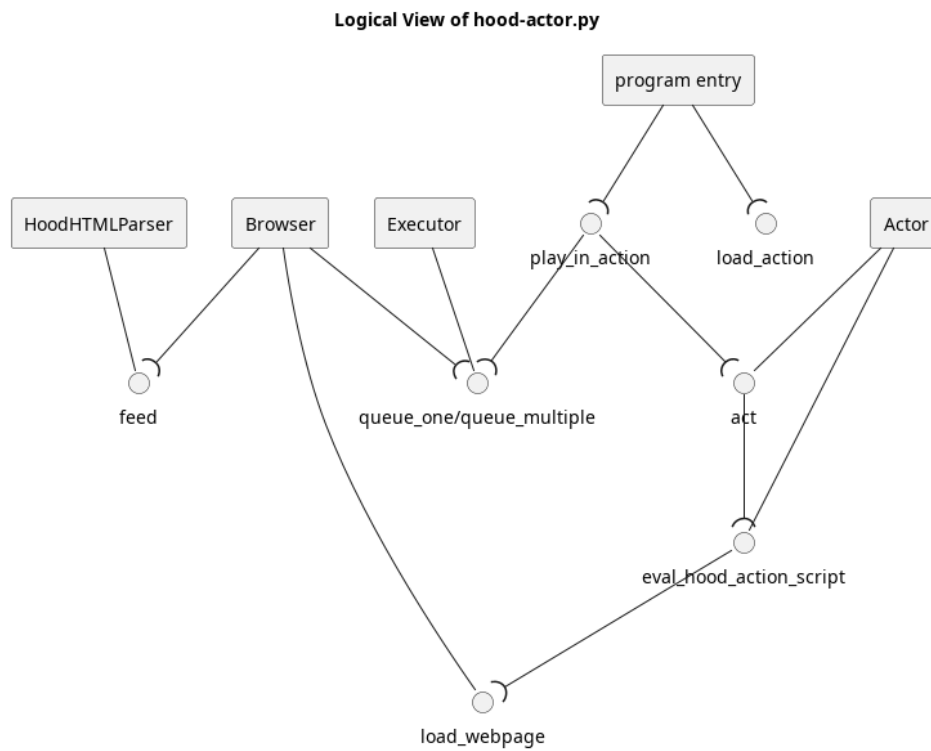 Logical View of hood-actor.py
program entry
HoodHTMLParser
Browser
Executor
Actor
play_in_action
load_action
feed
queue_one/queue_multiple
act
eval_hood_action_script
load_webpage